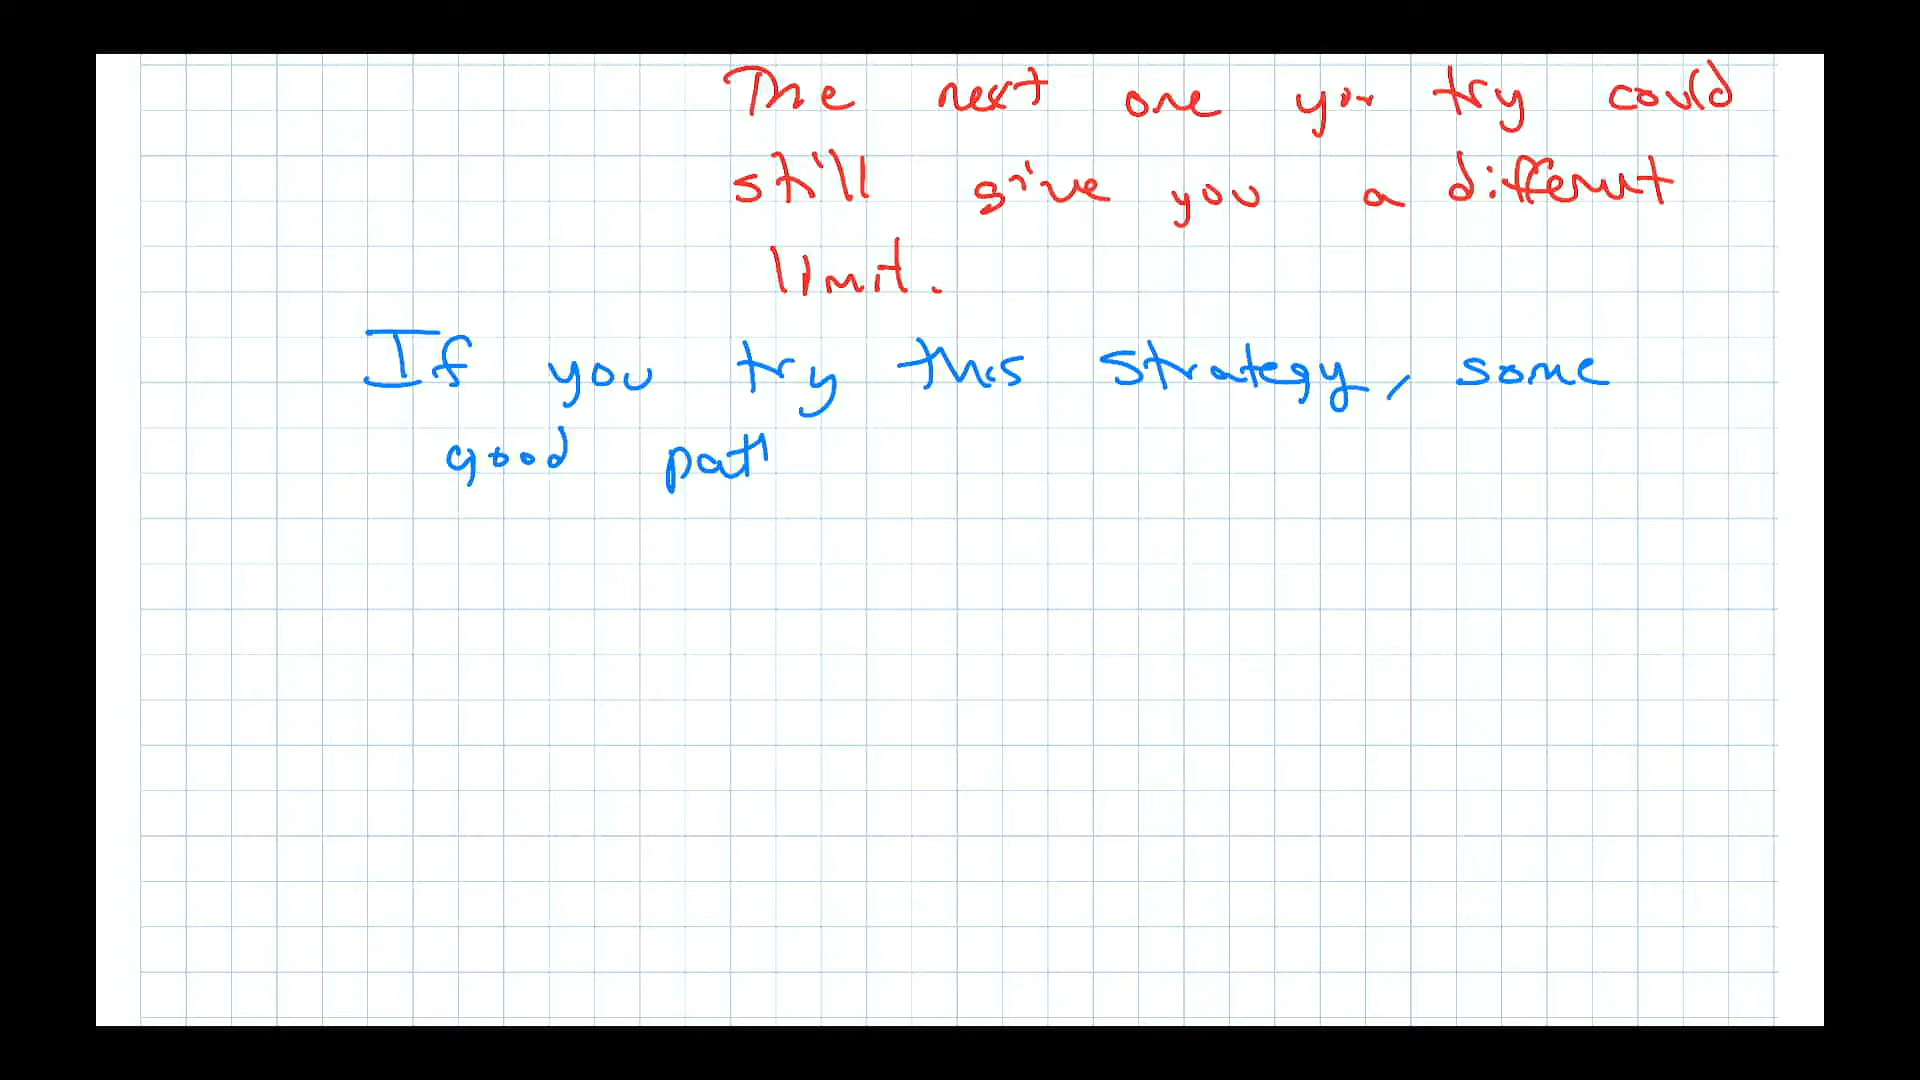 The next one you try could
still give you a different
limit.
If you try this strategy, some
good path